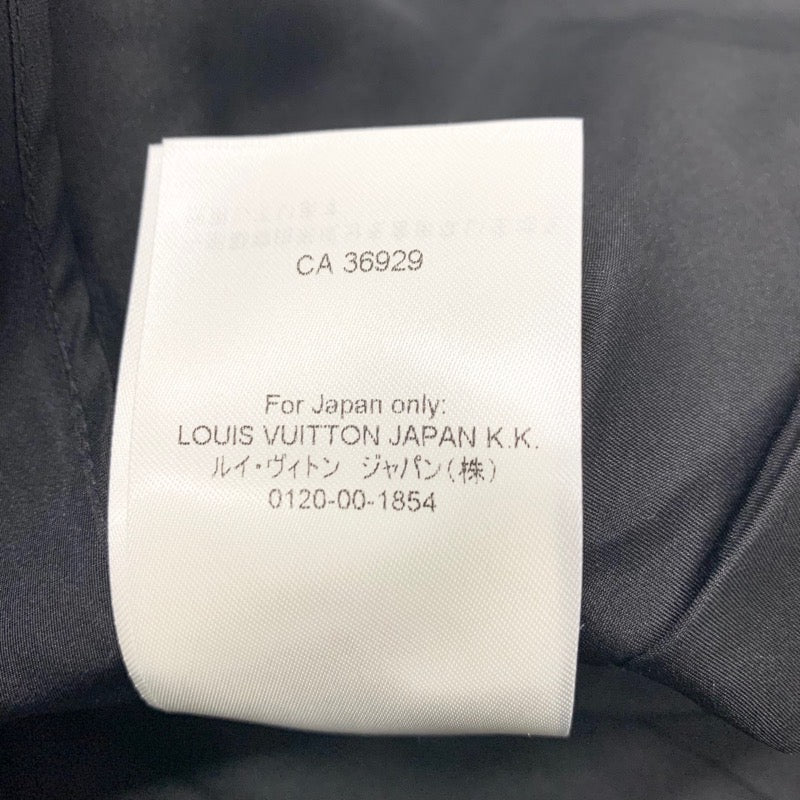 CA 36929
For Japan only:
LOUIS VUITTON JAPAN K.K.
ルイ・ヴィトン ジャパン(株)
0120-00-1854